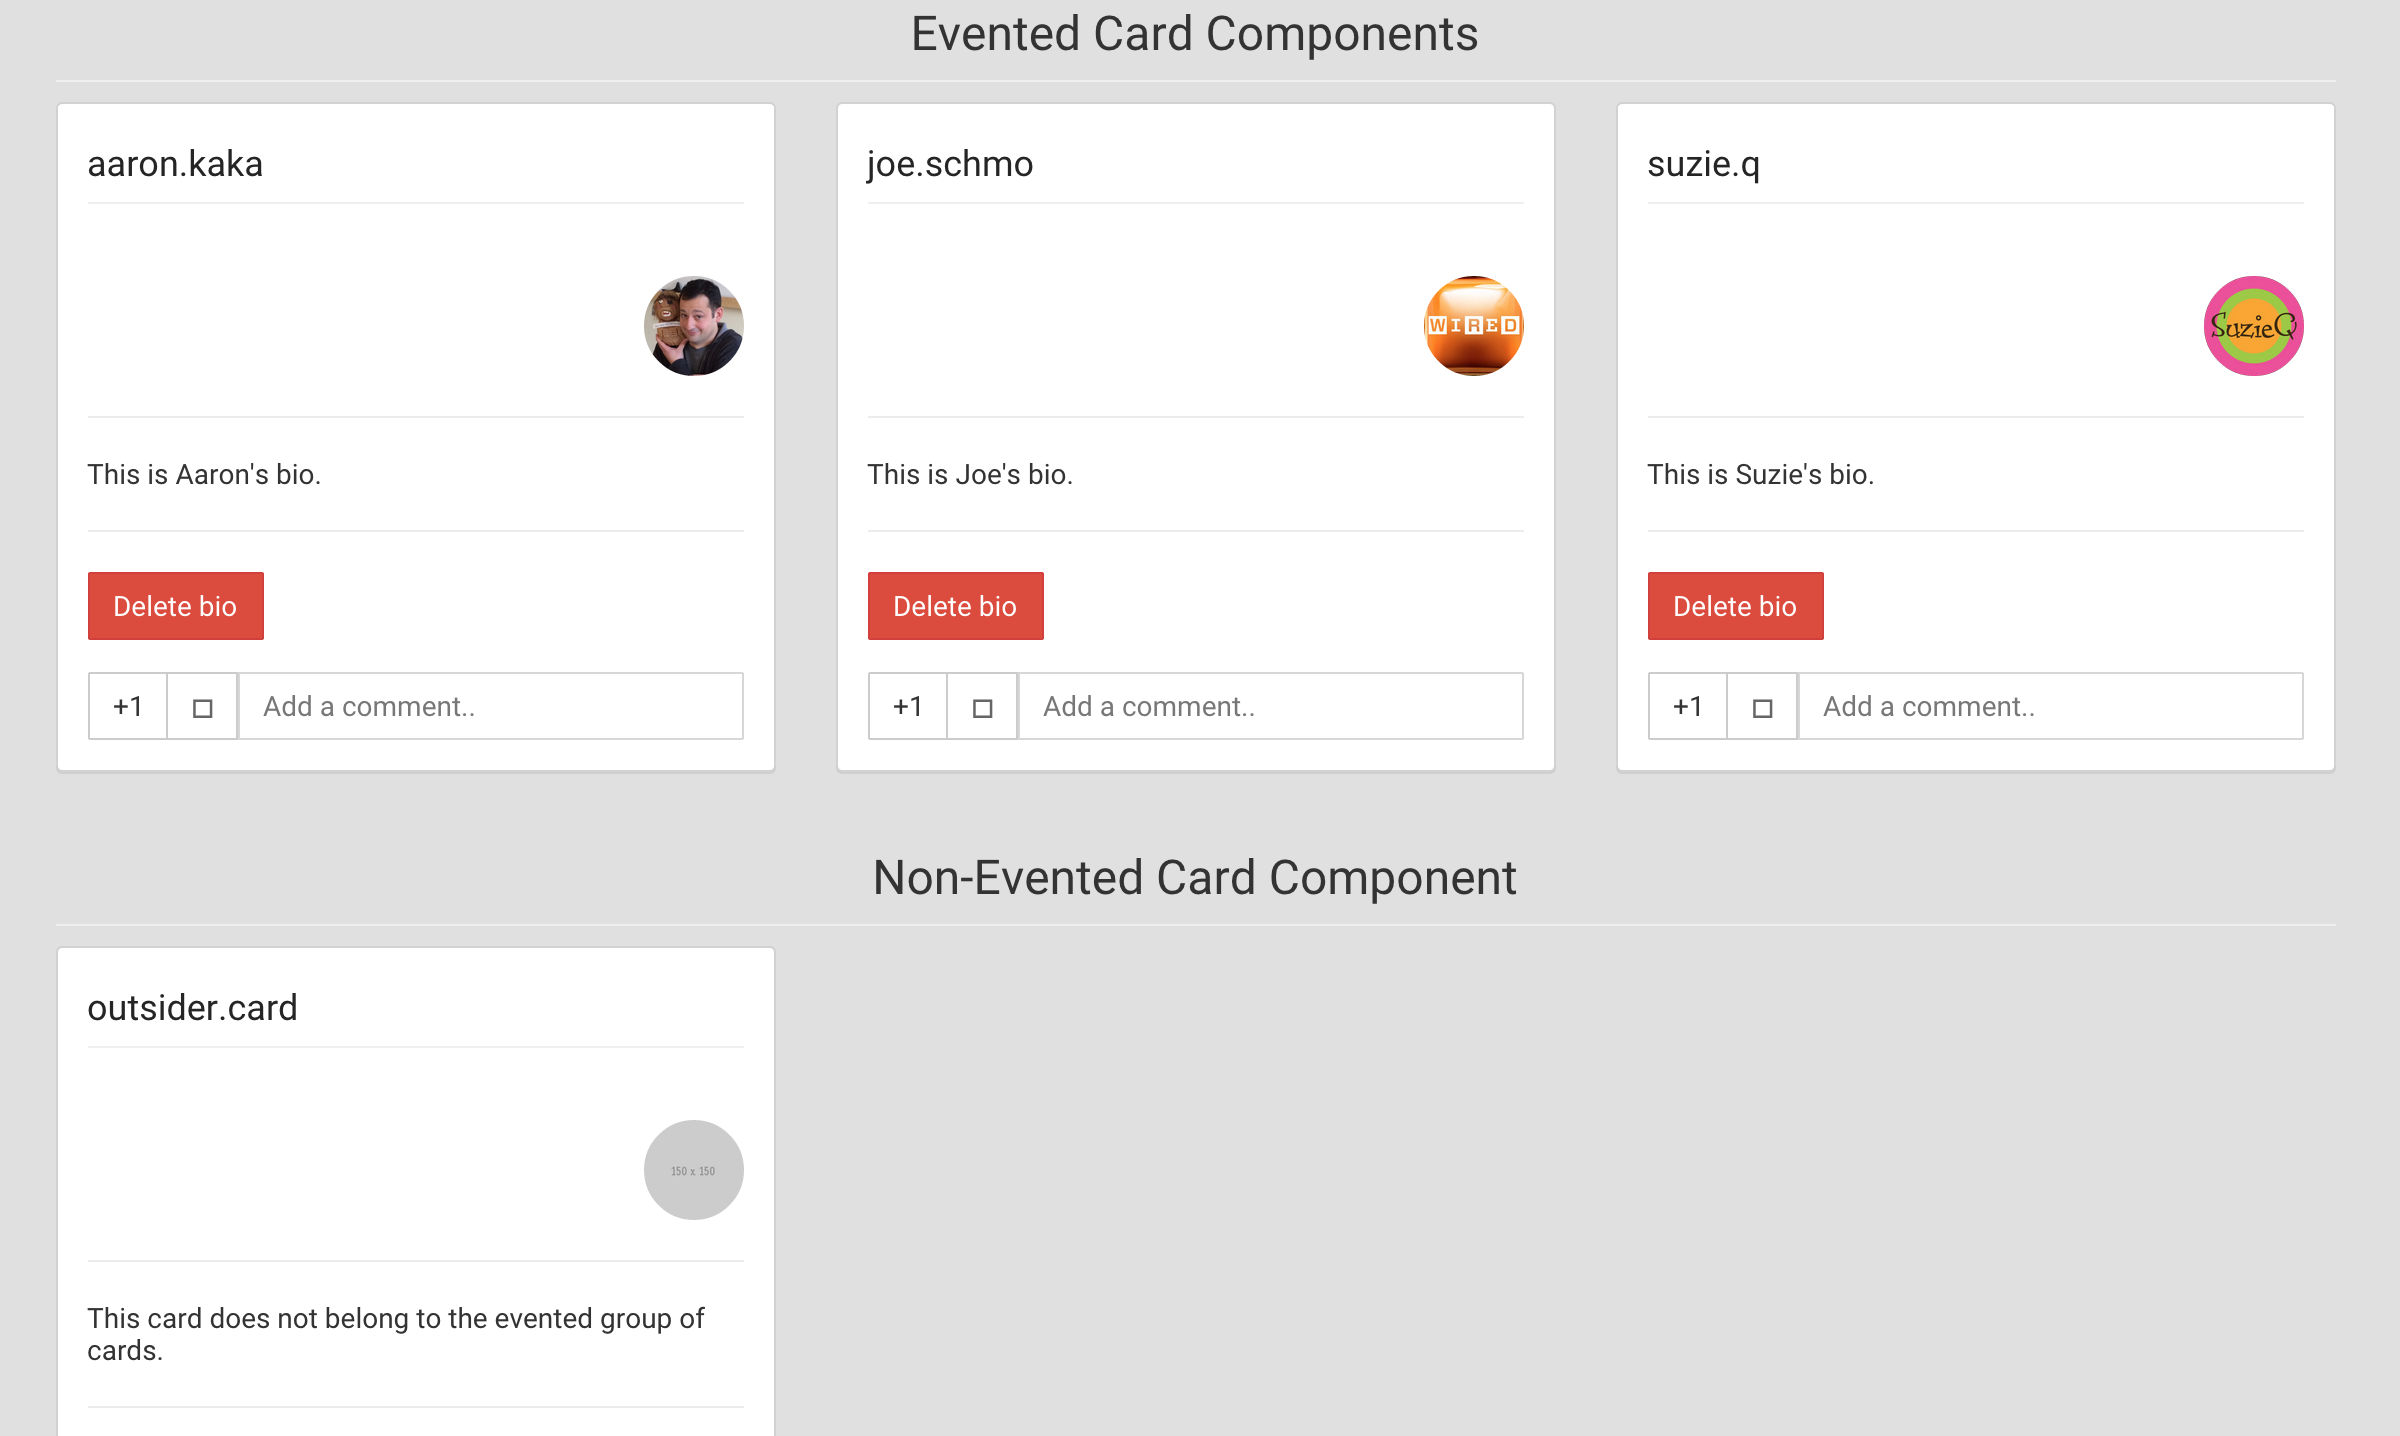 Evented Card Components
aaron.kaka
This is Aaron's bio.
Delete bio
+1
Add a comment..
joe.schmo
WIRED
This is Joe's bio.
Delete bio
+1
Add a comment..
suzie.q
SuzieQ
This is Suzie's bio.
Delete bio
+1
Add a comment..
Non-Evented Card Component
outsider.card
150 x 150
This card does not belong to the evented group of
cards.